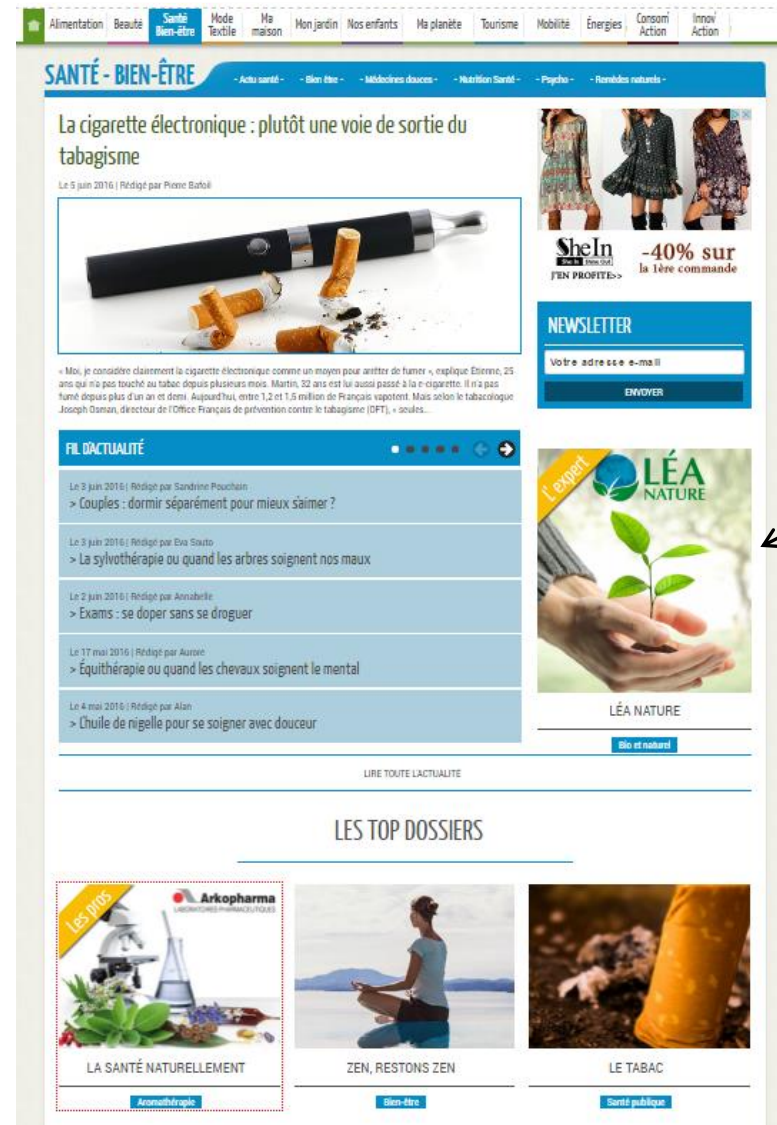 Alimentation Beauté Santé Bien-être Mode Textile Ma maison Mon jardin Nos enfants Ma planète Tourisme Mobilité Énergies Consom' Action Innov' Action
SANTÉ - BIEN-ÊTRE - Actu santé - - Bien être - - Médecines douces - - Nutrition Santé - - Psycho - - Remèdes naturels -
La cigarette électronique : plutôt une voie de sortie du
tabagisme
Le 5 juin 2016 | Rédigé par Pierre Bafoil
« Moi, je considère clairement la cigarette électronique comme un moyen pour arrêter de fumer », explique Étienne, 25
ans qui n'a pas touché au tabac depuis plusieurs mois. Martin, 32 ans est lui aussi passé à la e-cigarette. Il n'a pas
fumé depuis plus d'un an et demi. Aujourd'hui, entre 1,2 et 1,5 million de Français vapotent. Mais selon le tabacologue
Joseph Osman, directeur de l'Office Français de prévention contre le tabagisme (OFT), « seules...
SheIn
She In Shine Out
J'EN PROFITE>>
-40% sur
la 1ère commande
NEWSLETTER
Votre adresse e-mail
ENVOYER
FIL D'ACTUALITÉ
Le 3 juin 2016 | Rédigé par Sandrine Pouchain
> Couples : dormir séparément pour mieux s'aimer ?
Le 3 juin 2016 | Rédigé par Eva Souto
> La sylvothérapie ou quand les arbres soignent nos maux
Le 2 juin 2016 | Rédigé par Annabelle
> Exams : se doper sans se droguer
Le 17 mai 2016 | Rédigé par Aurore
> Équithérapie ou quand les chevaux soignent le mental
Le 4 mai 2016 | Rédigé par Alan
> L'huile de nigelle pour se soigner avec douceur
L'expert
LÉA
NATURE
LÉA NATURE
Bio et naturel
LIRE TOUTE L'ACTUALITÉ
LES TOP DOSSIERS
Les pros
Arkopharma
LABORATOIRES PHARMACEUTIQUES
LA SANTÉ NATURELLEMENT
Aromathérapie
ZEN, RESTONS ZEN
Bien-être
LE TABAC
Santé publique